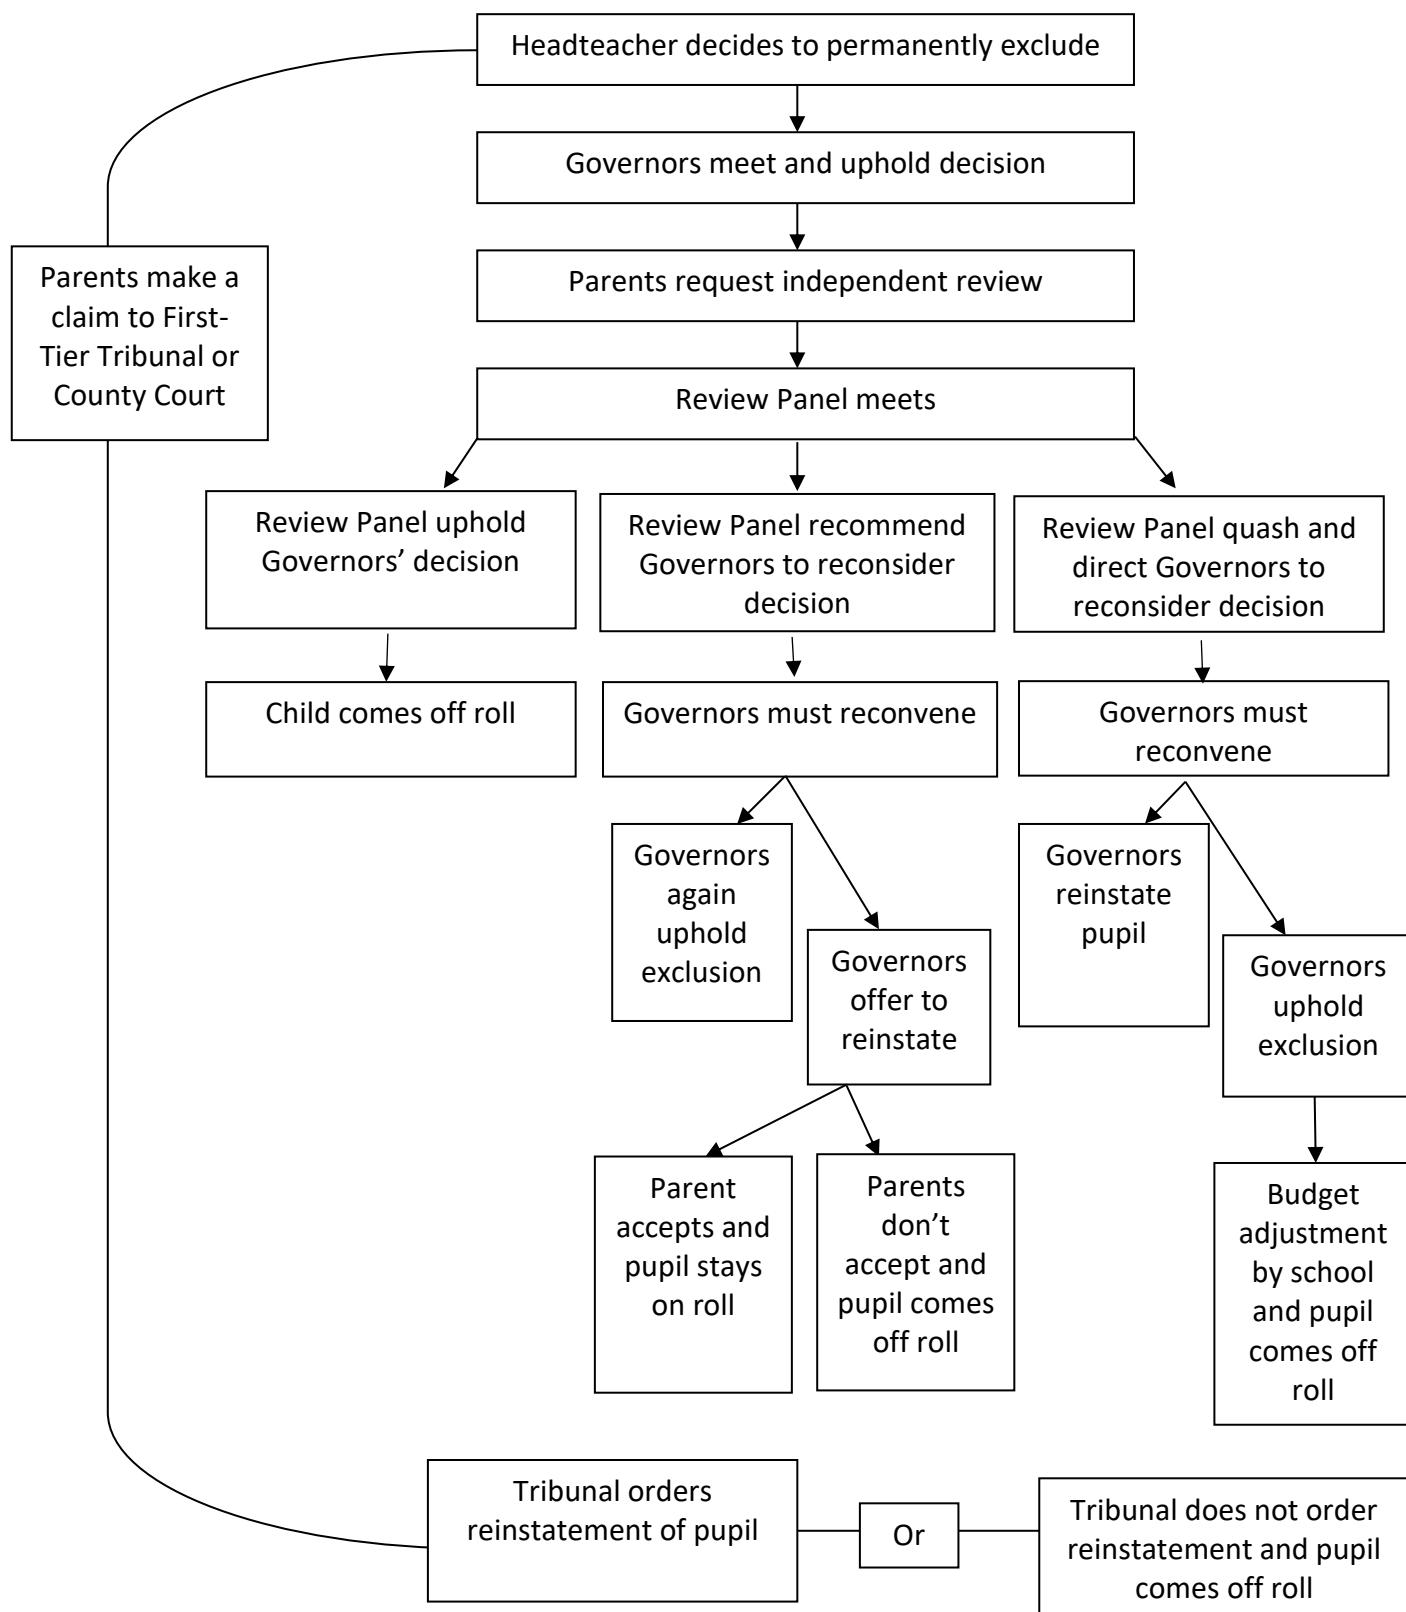 Headteacher decides to permanently exclude
Governors meet and uphold decision
Parents make a
claim to First-
Tier Tribunal or
County Court
Parents request independent review
Review Panel meets
Review Panel uphold
Governors’ decision
Review Panel recommend
Governors to reconsider
decision
Review Panel quash and
direct Governors to
reconsider decision
Child comes off roll
Governors must reconvene
Governors must
reconvene
Governors
again
uphold
exclusion
Governors
offer to
reinstate
Governors
reinstate
pupil
Governors
uphold
exclusion
Parent
accepts and
pupil stays
on roll
Parents
don’t
accept and
pupil comes
off roll
Budget
adjustment
by school
and pupil
comes off
roll
Tribunal orders
reinstatement of pupil
Or
Tribunal does not order
reinstatement and pupil
comes off roll